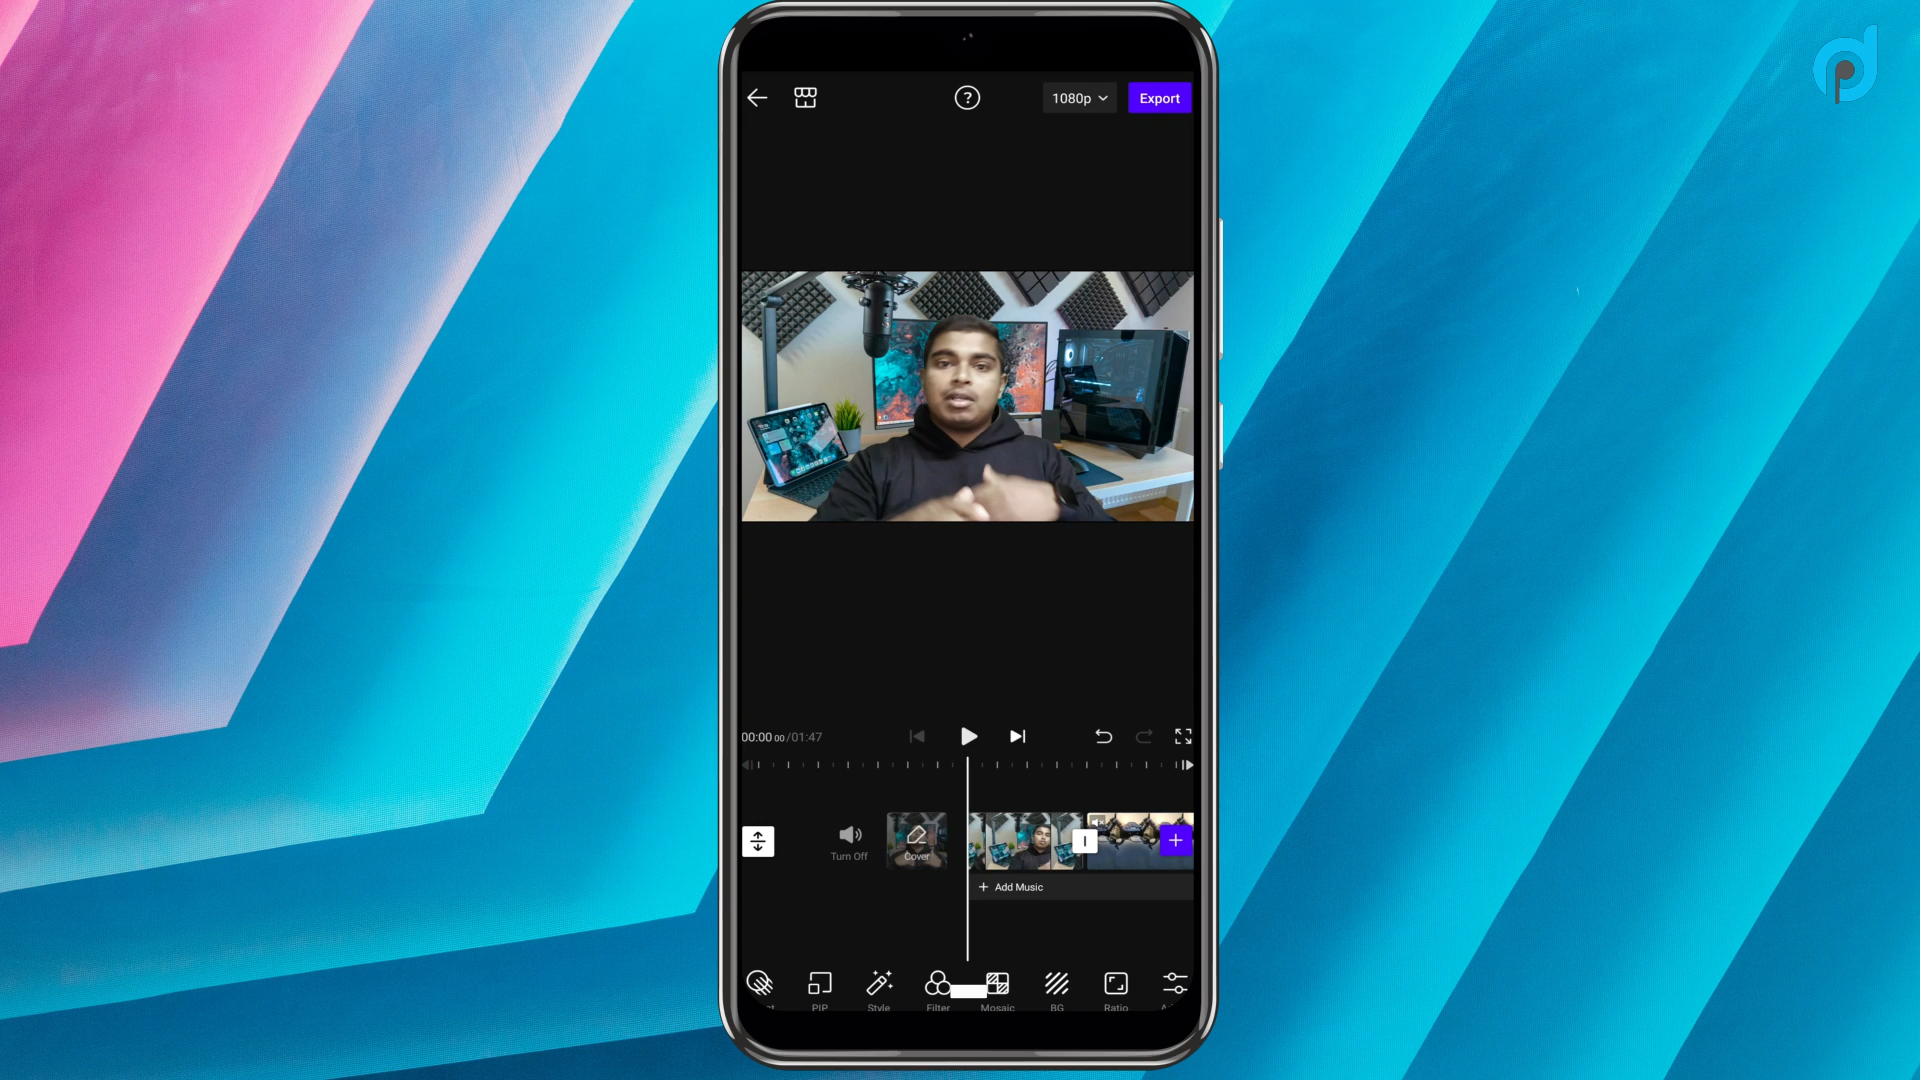 1080p
Export
00:00 00 /01:47
Turn Off
Cover
+ Add Music
PIP
Style
Filter
Mosaic
BG
Ratio